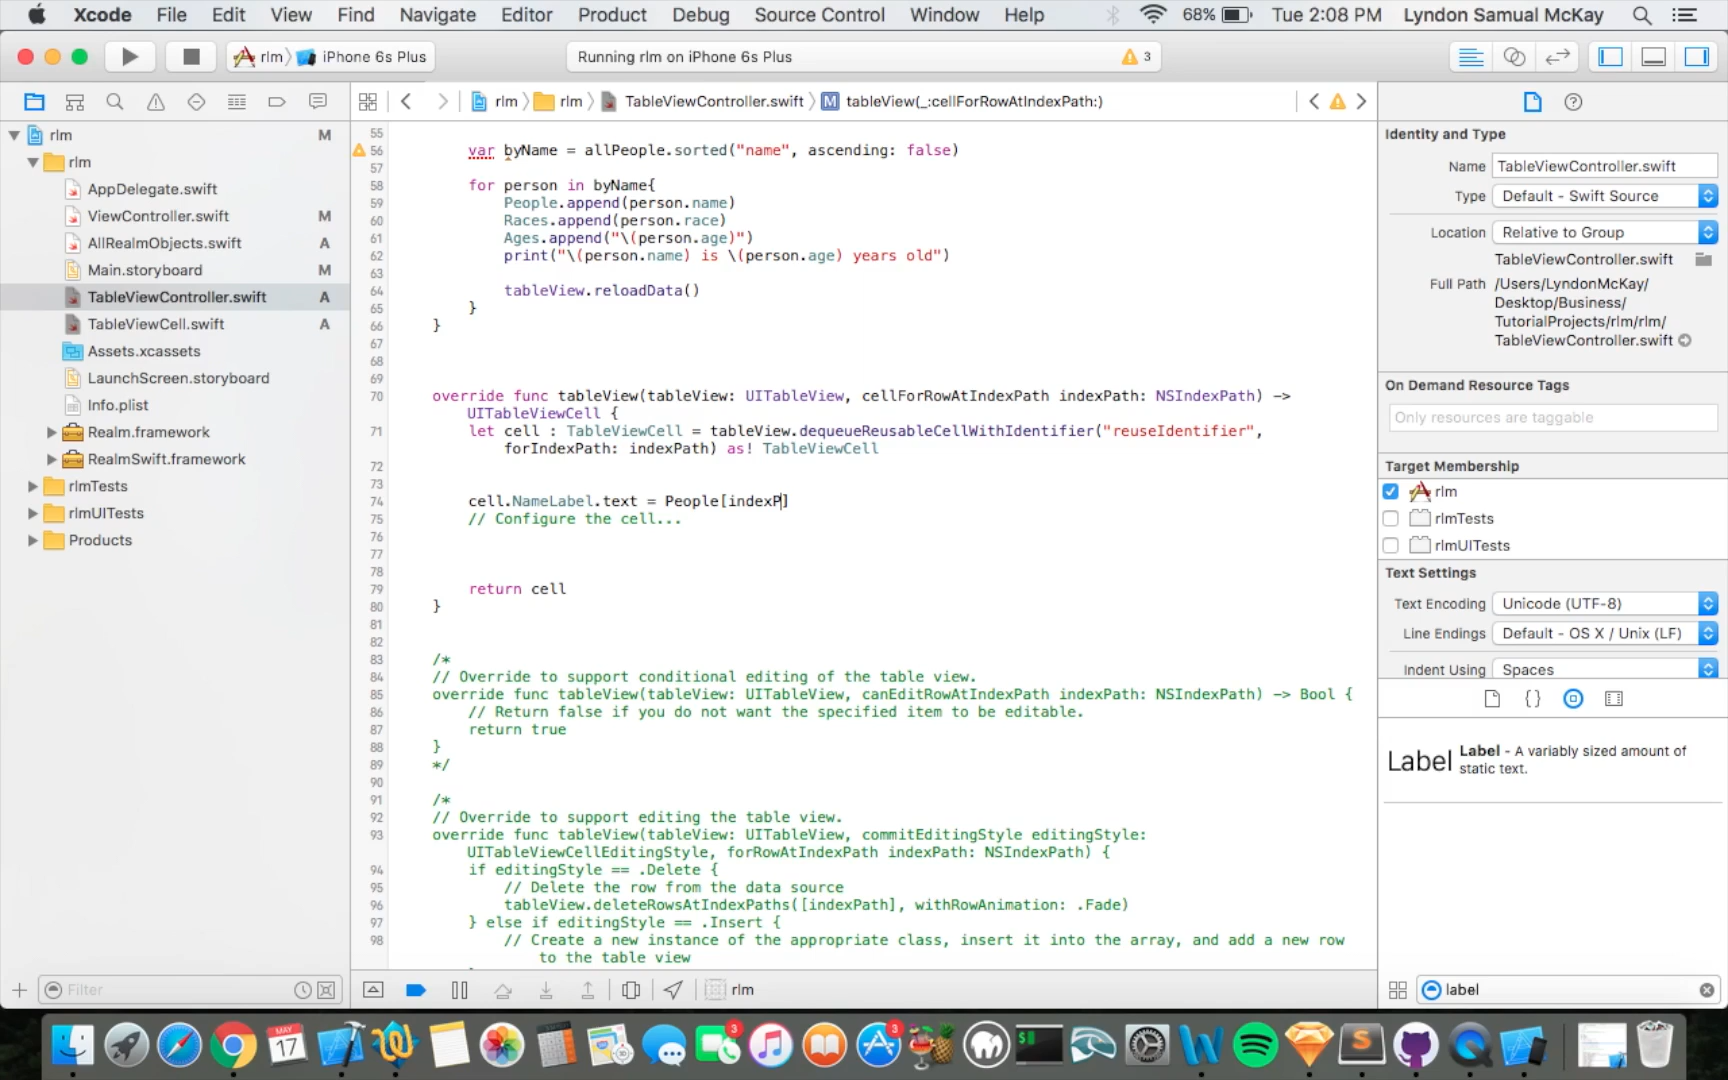 Xcode File Edit View Find Navigate Editor Product Debug Source Control Window Help 68% Tue 2:08 PM Lyndon Samual McKay
rlm iPhone 6s Plus Running rlm on iPhone 6s Plus 3
rlm rlm TableViewController.swift M tableView(_:cellForRowAtIndexPath:)
rlm M
rlm
AppDelegate.swift
ViewController.swift M
AllRealmObjects.swift A
Main.storyboard M
TableViewController.swift A
TableViewCell.swift A
Assets.xcassets
LaunchScreen.storyboard
Info.plist
Realm.framework
RealmSwift.framework
rlmTests
rlmUITests
Products
Filter
55
56 var byName = allPeople.sorted("name", ascending: false)
57
58 for person in byName{
59 People.append(person.name)
60 Races.append(person.race)
61 Ages.append("\(person.age)")
62 print("\(person.name) is \(person.age) years old")
63
64 tableView.reloadData()
65 }
66 }
67
68
69
70 override func tableView(tableView: UITableView, cellForRowAtIndexPath indexPath: NSIndexPath) ->
UITableViewCell {
71 let cell : TableViewCell = tableView.dequeueReusableCellWithIdentifier("reuseIdentifier",
forIndexPath: indexPath) as! TableViewCell
72
73
74 cell.NameLabel.text = People[indexP]
75 // Configure the cell...
76
77
78
79 return cell
80 }
81
82
83 /*
84 // Override to support conditional editing of the table view.
85 override func tableView(tableView: UITableView, canEditRowAtIndexPath indexPath: NSIndexPath) -> Bool {
86 // Return false if you do not want the specified item to be editable.
87 return true
88 }
89 */
90
91 /*
92 // Override to support editing the table view.
93 override func tableView(tableView: UITableView, commitEditingStyle editingStyle:
UITableViewCellEditingStyle, forRowAtIndexPath indexPath: NSIndexPath) {
94 if editingStyle == .Delete {
95 // Delete the row from the data source
96 tableView.deleteRowsAtIndexPaths([indexPath], withRowAnimation: .Fade)
97 } else if editingStyle == .Insert {
98 // Create a new instance of the appropriate class, insert it into the array, and add a new row
to the table view
rlm
Identity and Type
Name TableViewController.swift
Type Default - Swift Source
Location Relative to Group
TableViewController.swift
Full Path /Users/LyndonMcKay/
Desktop/Business/
TutorialProjects/rlm/rlm/
TableViewController.swift
On Demand Resource Tags
Only resources are taggable
Target Membership
rlm
rlmTests
rlmUITests
Text Settings
Text Encoding Unicode (UTF-8)
Line Endings Default - OS X / Unix (LF)
Indent Using Spaces
{}
Label Label - A variably sized amount of
static text.
label
MAY
17
3
3